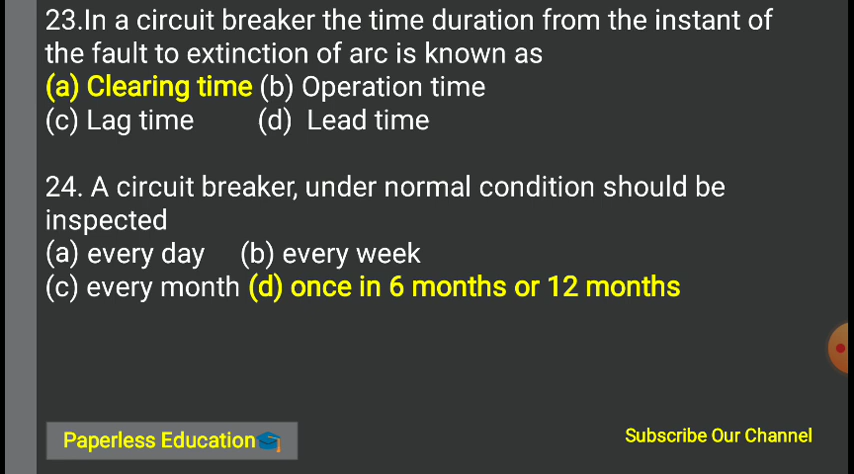 23.In a circuit breaker the time duration from the instant of
the fault to extinction of arc is known as
(a) Clearing time (b) Operation time
(c) Lag time (d) Lead time
24. A circuit breaker, under normal condition should be
inspected
(a) every day (b) every week
(c) every month (d) once in 6 months or 12 months
Paperless Education
Subscribe Our Channel